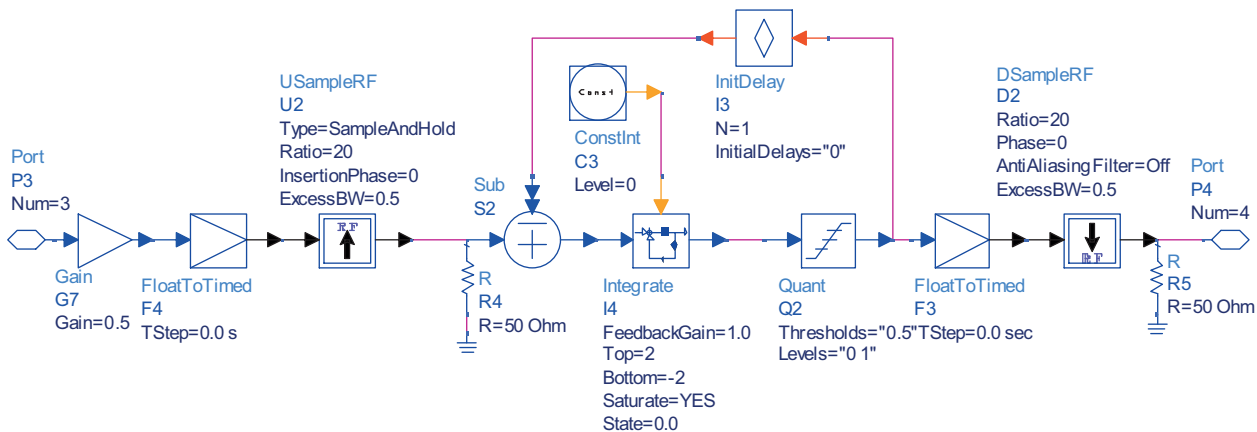 Port
P3
Num=3
Gain
G7
Gain=0.5
FloatToTimed
F4
TStep=0.0 s
USampleRF
U2
Type=SampleAndHold
Ratio=20
InsertionPhase=0
ExcessBW=0.5
RF
R
R4
R=50 Ohm
Sub
S2
Const
ConstInt
C3
Level=0
InitDelay
I3
N=1
InitialDelays="0"
Integrate
I4
FeedbackGain=1.0
Top=2
Bottom=-2
Saturate=YES
State=0.0
Quant
Q2
Thresholds="0.5"
Levels="0 1"
FloatToTimed
F3
TStep=0.0 sec
DSampleRF
D2
Ratio=20
Phase=0
AntiAliasingFilter=Off
ExcessBW=0.5
RF
R
R5
R=50 Ohm
Port
P4
Num=4